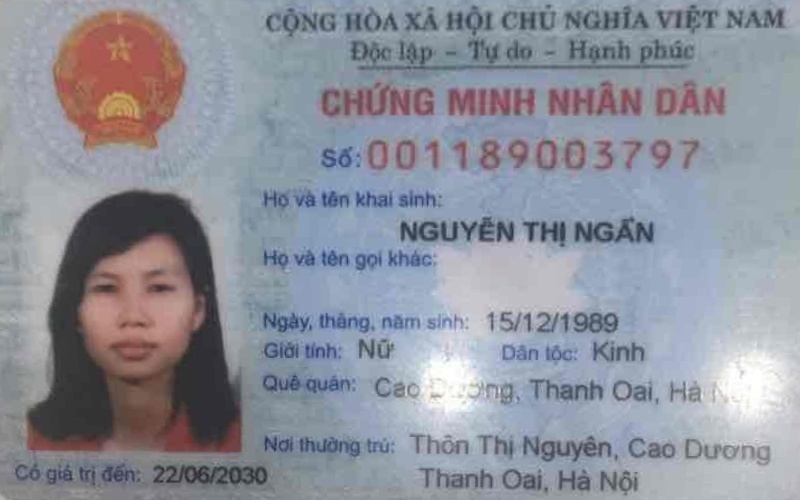 CỘNG HÒA XÃ HỘI CHỦ NGHĨA VIỆT NAM
Độc lập - Tự do - Hạnh phúc
CHỨNG MINH NHÂN DÂN
Số: 001189003797
Họ và tên khai sinh:
NGUYỄN THỊ NGÂN
Họ và tên gọi khác:
Ngày, tháng, năm sinh: 15/12/1989
Giới tính: Nữ Dân tộc: Kinh
Quê quán: Cao Dương, Thanh Oai, Hà
Nơi thường trú: Thôn Thị Nguyên, Cao Dương
Thanh Oai, Hà Nội
Có giá trị đến: 22/06/2030